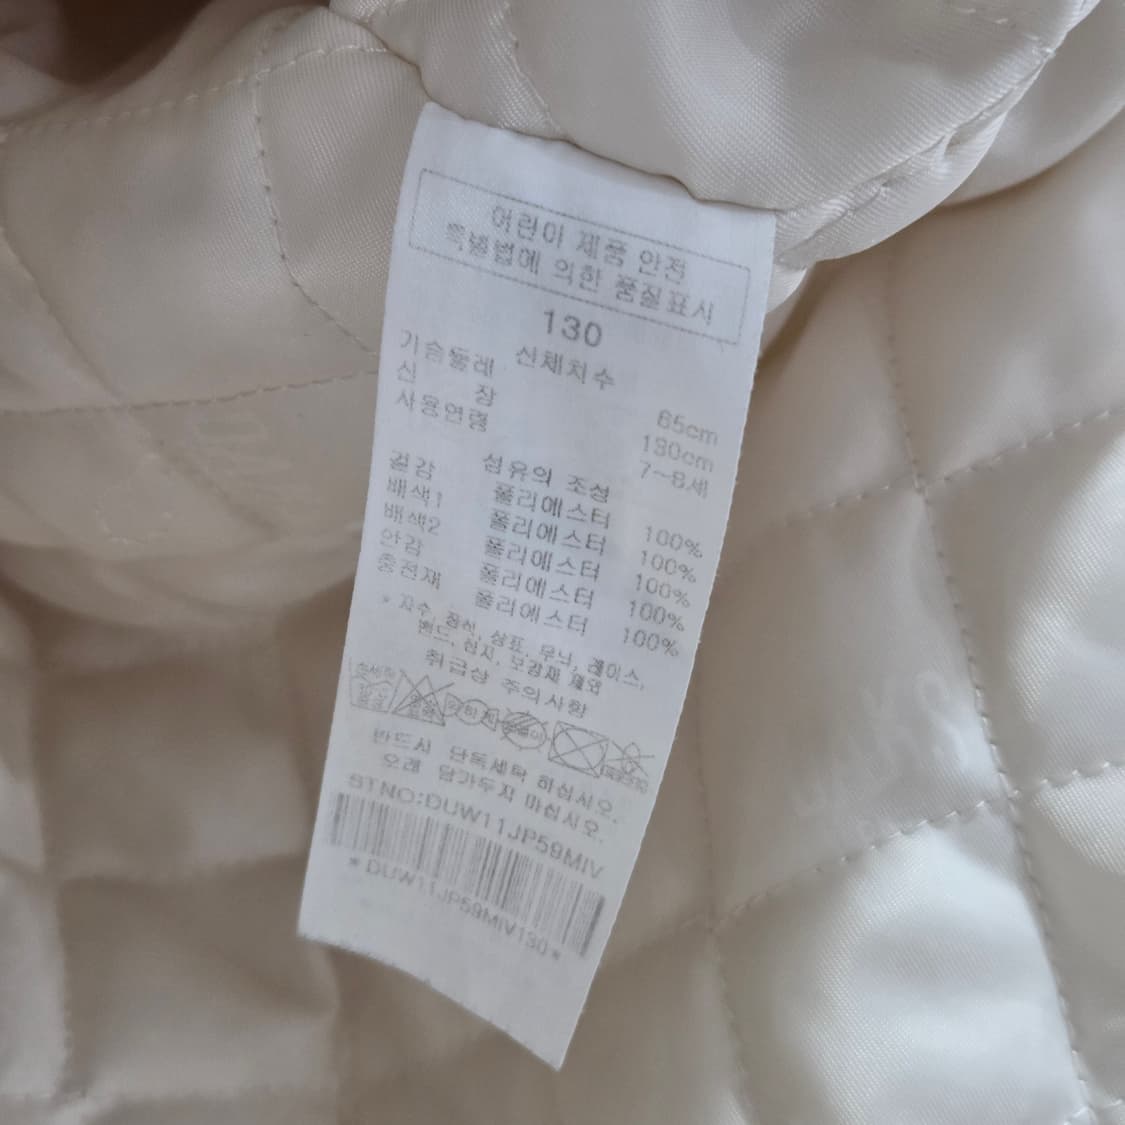 어린이 제품 안전
특별법에 의한 품질표시
130
신체치수
가슴둘레 65cm
신 장 130cm
사용연령 7~8세
섬유의 조성
겉감 폴리에스터 100%
배색1 폴리에스터 100%
배색2 폴리에스터 100%
안감 폴리에스터 100%
충전재 폴리에스터 100%
* 자수, 장식, 상표, 무늬, 레이스,
밴드, 심지, 보강재 제외
취급상 주의사항
반드시 단독세탁 하십시오.
오래 담가두지 마십시오.
STNO:DUW11JP59MIV
*DUW11JP59MIV130*